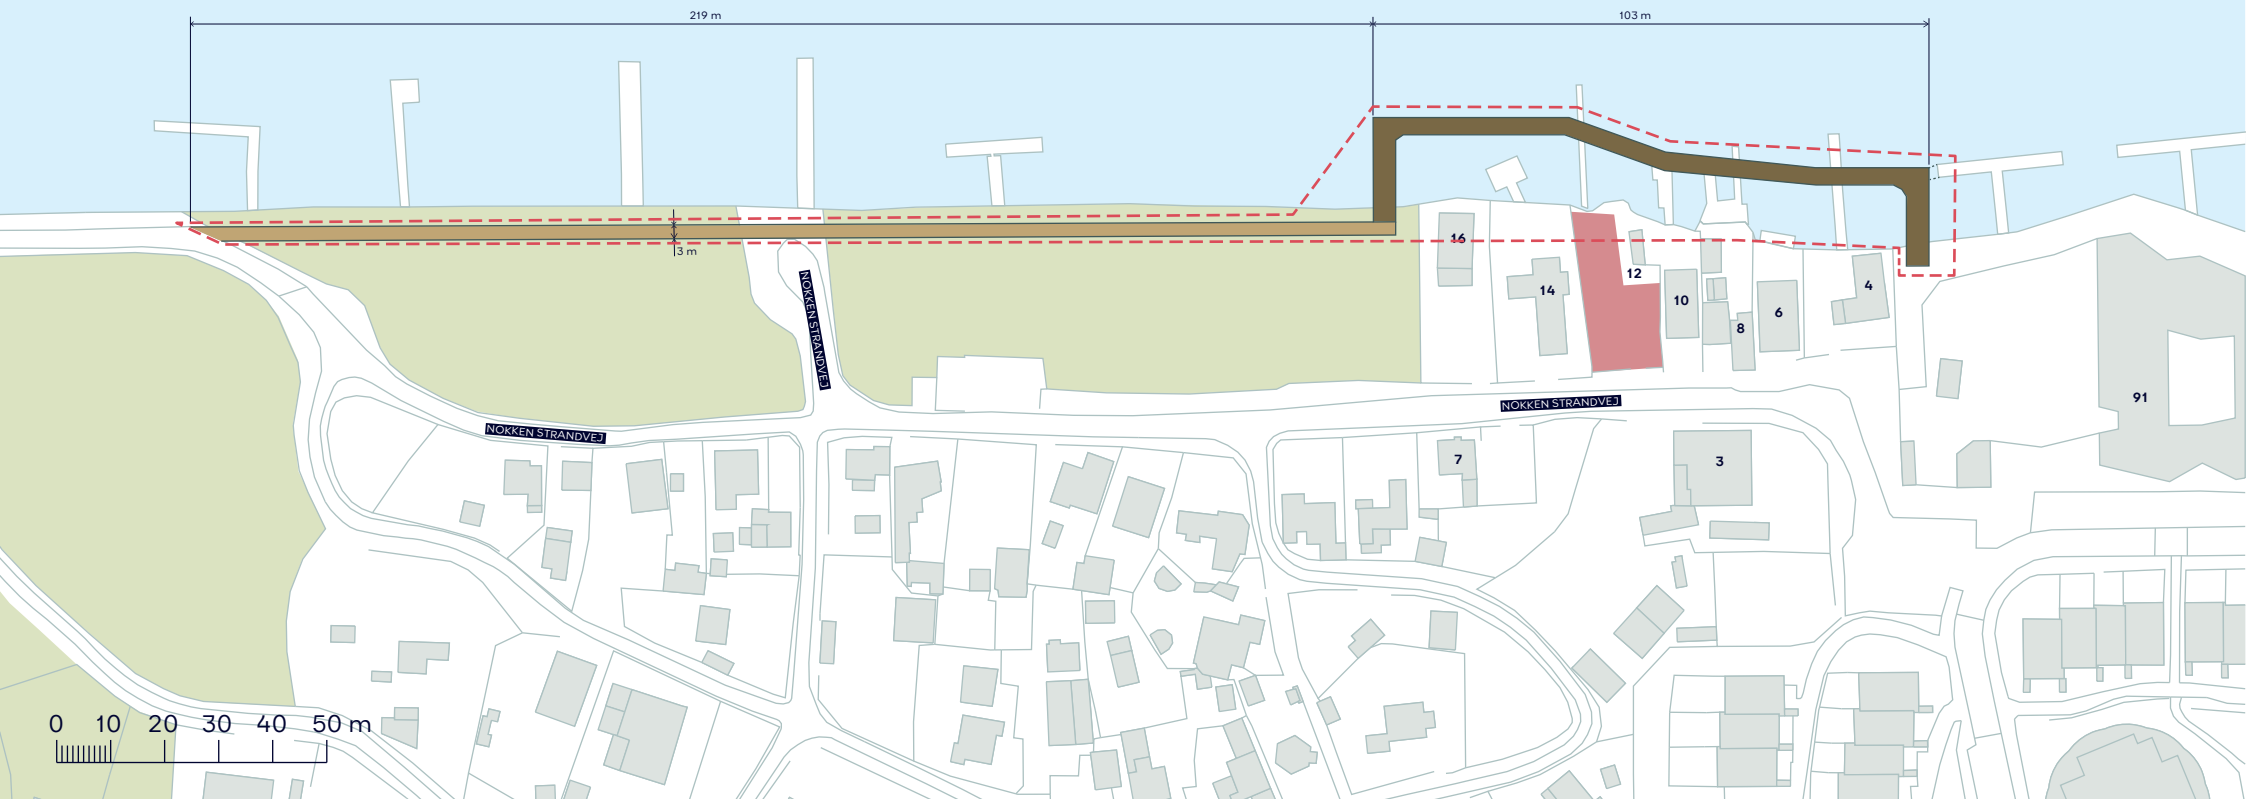 219 m
103 m
3 m
16
14
12
10
8
6
4
NOKKEN STRANDVEJ
NOKKEN STRANDVEJ
NOKKEN STRANDVEJ
91
7
3
0 10 20 30 40 50 m